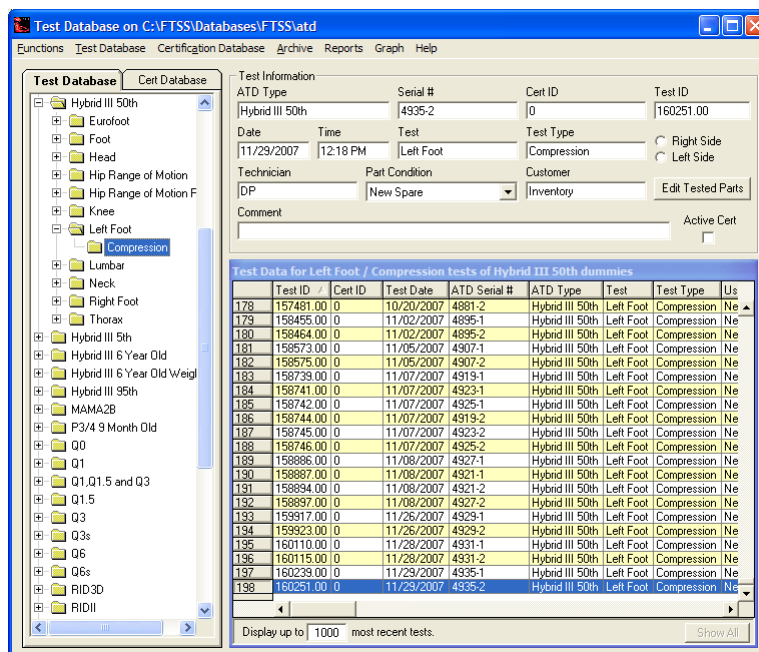 Test Database on C:\FTSS\Databases\FTSS\atd
Functions Test Database Certification Database Archive Reports Graph Help
Test Database Cert Database
Hybrid III 50th
Eurofoot
Foot
Head
Hip Range of Motion
Hip Range of Motion F
Knee
Left Foot
Compression
Lumbar
Neck
Right Foot
Thorax
Hybrid III 5th
Hybrid III 6 Year Old
Hybrid III 6 Year Old Weigl
Hybrid III 95th
MAMA2B
P3/4 9 Month Old
Q0
Q1
Q1,Q1.5 and Q3
Q1.5
Q3
Q3s
Q6
Q6s
RID3D
RIDII
Test Information
ATD Type Serial # Cert ID Test ID
Hybrid III 50th 4935-2 0 160251.00
Date Time Test Test Type
11/29/2007 12:18 PM Left Foot Compression
Right Side
Left Side
Technician Part Condition Customer
DP New Spare Inventory Edit Tested Parts
Comment
Active Cert
Test Data for Left Foot / Compression tests of Hybrid III 50th dummies
Test ID Cert ID Test Date ATD Serial # ATD Type Test Test Type Us
178 157481.00 0 10/20/2007 4881-2 Hybrid III 50th Left Foot Compression Ne
179 158455.00 0 11/02/2007 4895-1 Hybrid III 50th Left Foot Compression Ne
180 158464.00 0 11/02/2007 4895-2 Hybrid III 50th Left Foot Compression Ne
181 158573.00 0 11/05/2007 4907-1 Hybrid III 50th Left Foot Compression Ne
182 158575.00 0 11/05/2007 4907-2 Hybrid III 50th Left Foot Compression Ne
183 158739.00 0 11/07/2007 4919-1 Hybrid III 50th Left Foot Compression Ne
184 158741.00 0 11/07/2007 4923-1 Hybrid III 50th Left Foot Compression Ne
185 158742.00 0 11/07/2007 4925-1 Hybrid III 50th Left Foot Compression Ne
186 158744.00 0 11/07/2007 4919-2 Hybrid III 50th Left Foot Compression Ne
187 158745.00 0 11/07/2007 4923-2 Hybrid III 50th Left Foot Compression Ne
188 158746.00 0 11/07/2007 4925-2 Hybrid III 50th Left Foot Compression Ne
189 158886.00 0 11/08/2007 4927-1 Hybrid III 50th Left Foot Compression Ne
190 158887.00 0 11/08/2007 4921-1 Hybrid III 50th Left Foot Compression Ne
191 158894.00 0 11/08/2007 4921-2 Hybrid III 50th Left Foot Compression Ne
192 158897.00 0 11/08/2007 4927-2 Hybrid III 50th Left Foot Compression Ne
193 159917.00 0 11/26/2007 4929-1 Hybrid III 50th Left Foot Compression Ne
194 159923.00 0 11/26/2007 4929-2 Hybrid III 50th Left Foot Compression Ne
195 160110.00 0 11/28/2007 4931-1 Hybrid III 50th Left Foot Compression Ne
196 160115.00 0 11/28/2007 4931-2 Hybrid III 50th Left Foot Compression Ne
197 160239.00 0 11/29/2007 4935-1 Hybrid III 50th Left Foot Compression Ne
198 160251.00 0 11/29/2007 4935-2 Hybrid III 50th Left Foot Compression Ne
Display up to 1000 most recent tests. Show All